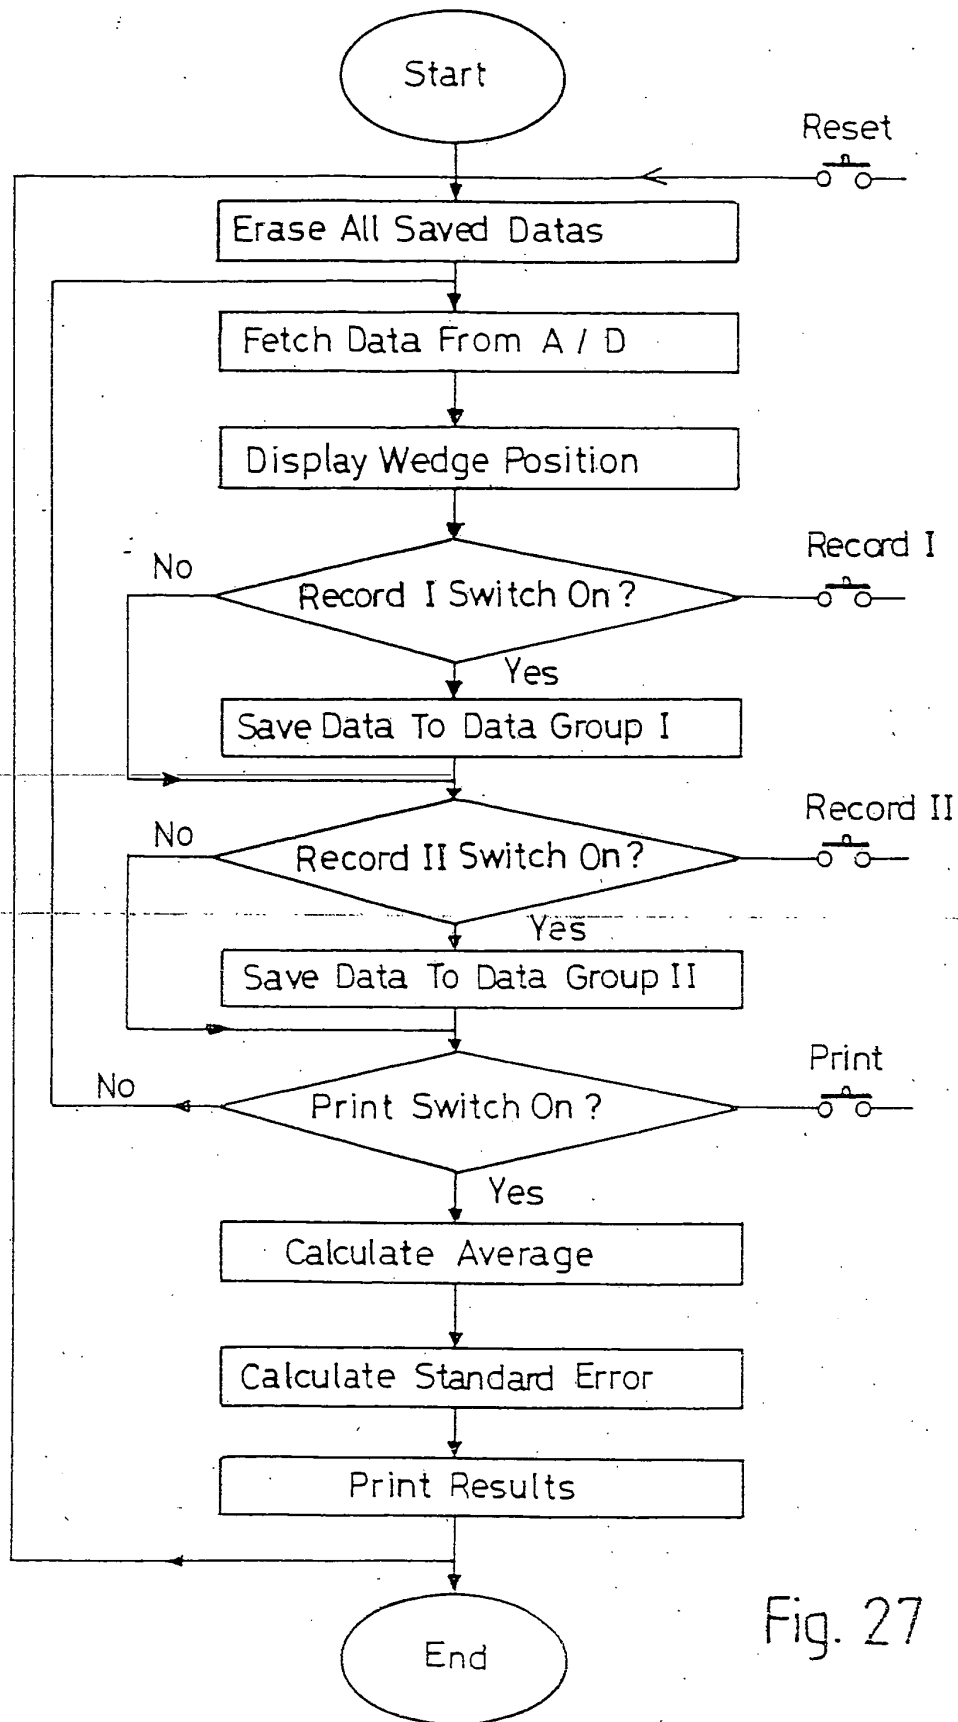 Start
Reset
Erase All Saved Datas
Fetch Data From A / D
Display Wedge Position
Record I
No
Record I Switch On ?
Yes
Save Data To Data Group I
Record II
No
Record II Switch On ?
Yes
Save Data To Data Group II
Print
No
Print Switch On ?
Yes
Calculate Average
Calculate Standard Error
Print Results
End
Fig. 27